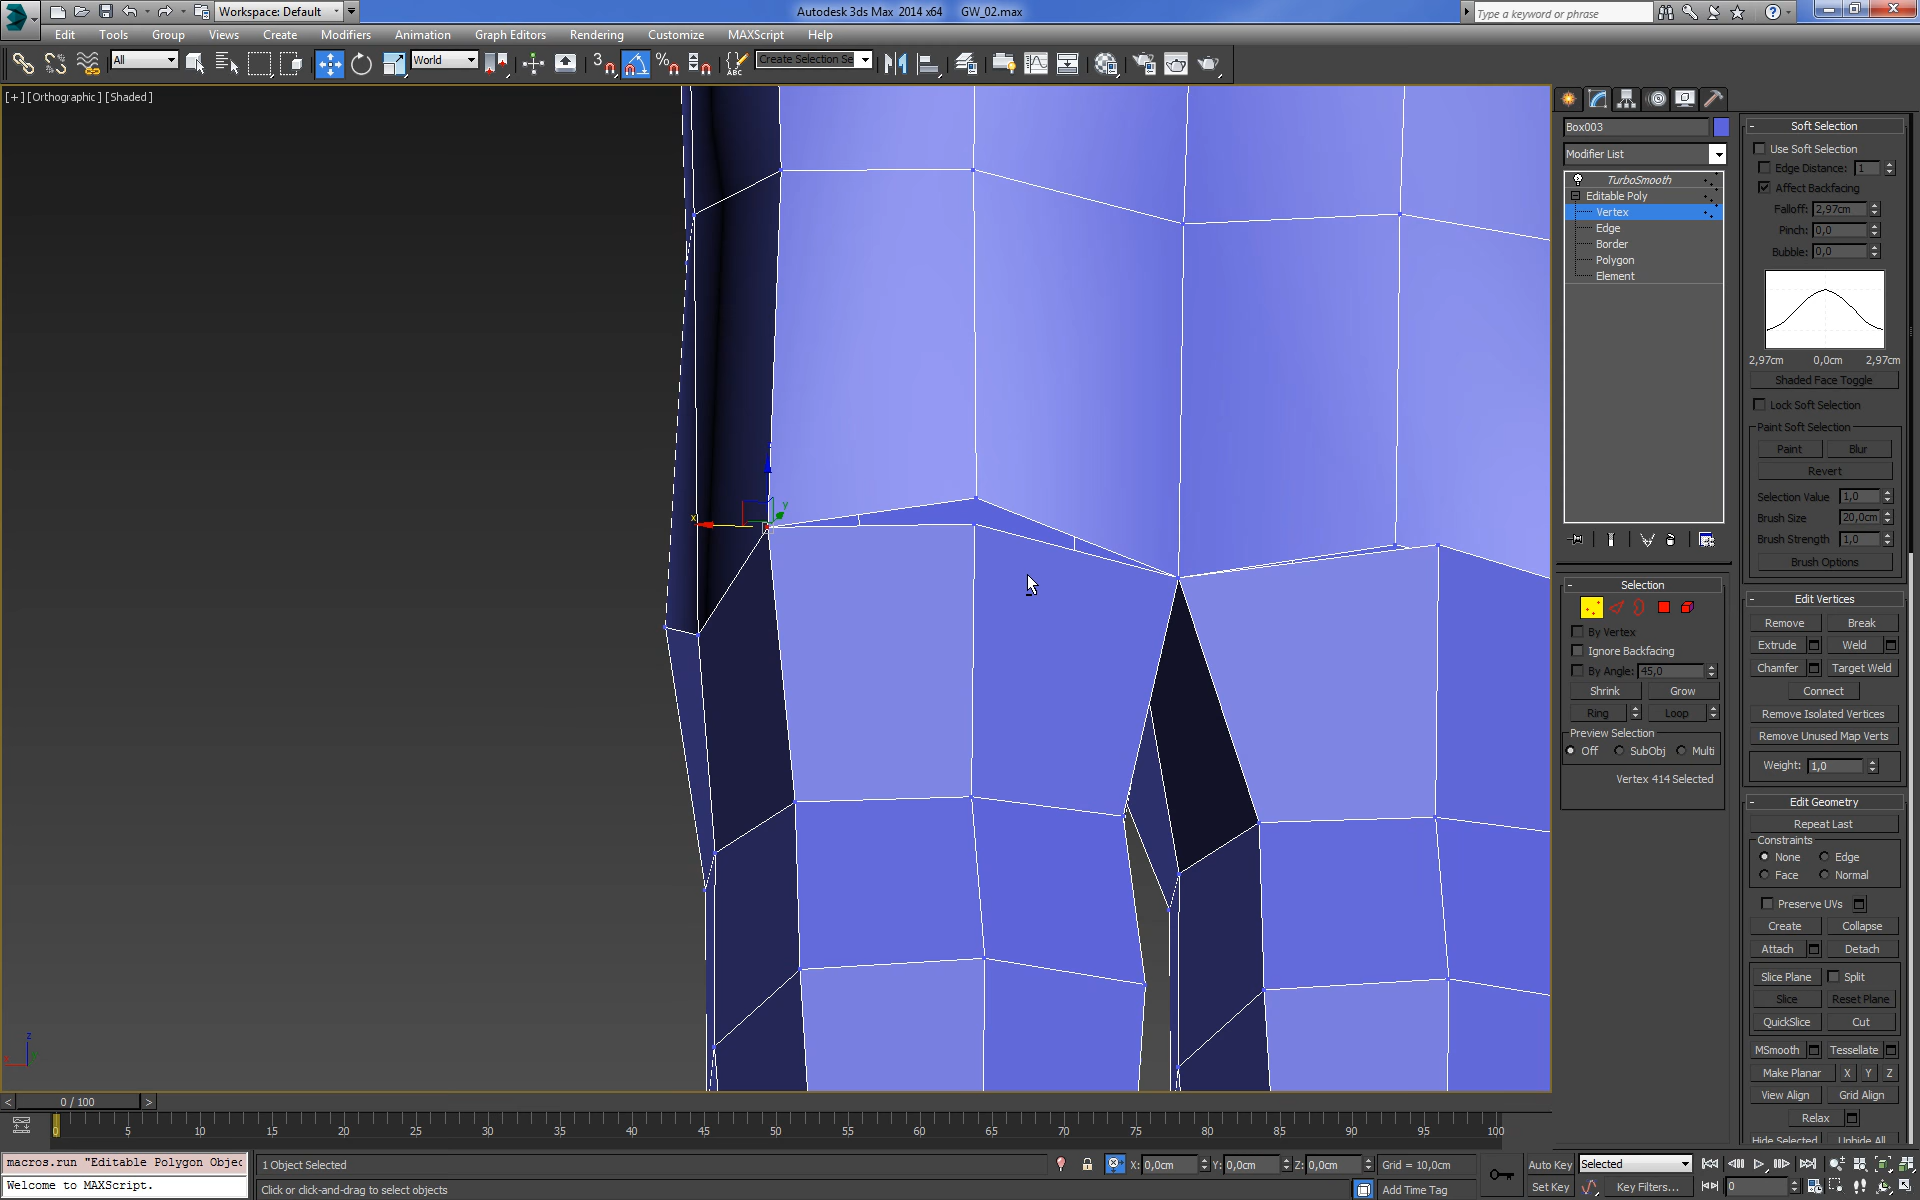 Workspace: Default
Autodesk 3ds Max 2014 x64 GW_02.max
Type a keyword or phrase
Edit Tools Group Views Create Modifiers Animation Graph Editors Rendering Customize MAXScript Help
All
World
3
%
ABC
Create Selection Se
[+] [Orthographic] [Shaded]
Box003
Modifier List
TurboSmooth
Editable Poly
Vertex
Edge
Border
Polygon
Element
Soft Selection
Use Soft Selection
Edge Distance: 1
Affect Backfacing
Falloff: 2,97cm
Pinch: 0,0
Bubble: 0,0
2,97cm 0,0cm 2,97cm
Shaded Face Toggle
Lock Soft Selection
Paint Soft Selection
Paint Blur
Revert
Selection Value 1,0
Brush Size 20,0cm
Brush Strength 1,0
Brush Options
x
y
Selection
By Vertex
Ignore Backfacing
By Angle: 45,0
Shrink Grow
Ring Loop
Preview Selection
Off SubObj Multi
Vertex 414 Selected
Edit Vertices
Remove Break
Extrude Weld
Chamfer Target Weld
Connect
Remove Isolated Vertices
Remove Unused Map Verts
Weight: 1,0
Edit Geometry
Repeat Last
Constraints
None Edge
Face Normal
Preserve UVs
Create Collapse
Attach Detach
Slice Plane Split
Slice Reset Plane
QuickSlice Cut
MSmooth Tessellate
Make Planar X Y Z
View Align Grid Align
Relax
Hide Selected Unhide All
z
< 0 / 100 >
0 5 10 15 20 25 30 35 40 45 50 55 60 65 70 75 80 85 90 95 100
macros.run "Editable Polygon Objec
Welcome to MAXScript.
1 Object Selected
Click or click-and-drag to select objects
X: 0,0cm Y: 0,0cm Z: 0,0cm
Grid = 10,0cm
Add Time Tag
Auto Key Selected
Set Key Key Filters...
0